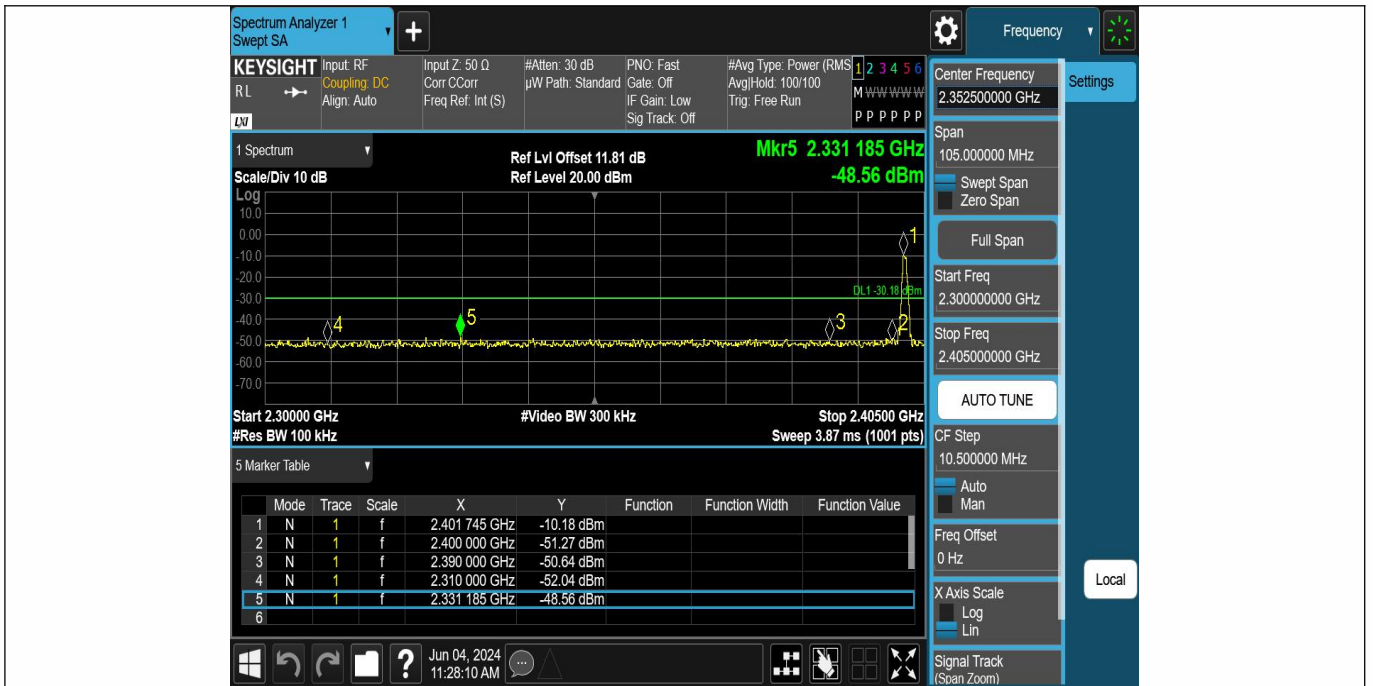 Spectrum Analyzer 1
Swept SA
+
Frequency
KEYSIGHT
RL
LXI
Input: RF
Coupling: DC
Align: Auto
Input Z: 50 Ω
Corr CCorr
Freq Ref: Int (S)
#Atten: 30 dB
µW Path: Standard
PNO: Fast
Gate: Off
IF Gain: Low
Sig Track: Off
#Avg Type: Power (RMS
Avg|Hold: 100/100
Trig: Free Run
1 2 3 4 5 6
M W W W W W
P P P P P P
1 Spectrum
Scale/Div 10 dB
Ref Lvl Offset 11.81 dB
Ref Level 20.00 dBm
Mkr5 2.331 185 GHz
-48.56 dBm
Log
10.0
0.00
-10.0
-20.0
-30.0
-40.0
-50.0
-60.0
-70.0
1
DL1 -30.18 dBm
4
5
3
2
Start 2.30000 GHz
#Video BW 300 kHz
Stop 2.40500 GHz
#Res BW 100 kHz
Sweep 3.87 ms (1001 pts)
5 Marker Table
Mode Trace Scale X Y Function Function Width Function Value
1 N 1 f 2.401 745 GHz -10.18 dBm
2 N 1 f 2.400 000 GHz -51.27 dBm
3 N 1 f 2.390 000 GHz -50.64 dBm
4 N 1 f 2.310 000 GHz -52.04 dBm
5 N 1 f 2.331 185 GHz -48.56 dBm
6
?
Jun 04, 2024
11:28:10 AM
Center Frequency
2.352500000 GHz
Settings
Span
105.000000 MHz
Swept Span
Zero Span
Full Span
Start Freq
2.300000000 GHz
Stop Freq
2.405000000 GHz
AUTO TUNE
CF Step
10.500000 MHz
Auto
Man
Freq Offset
0 Hz
Local
X Axis Scale
Log
Lin
Signal Track
(Span Zoom)